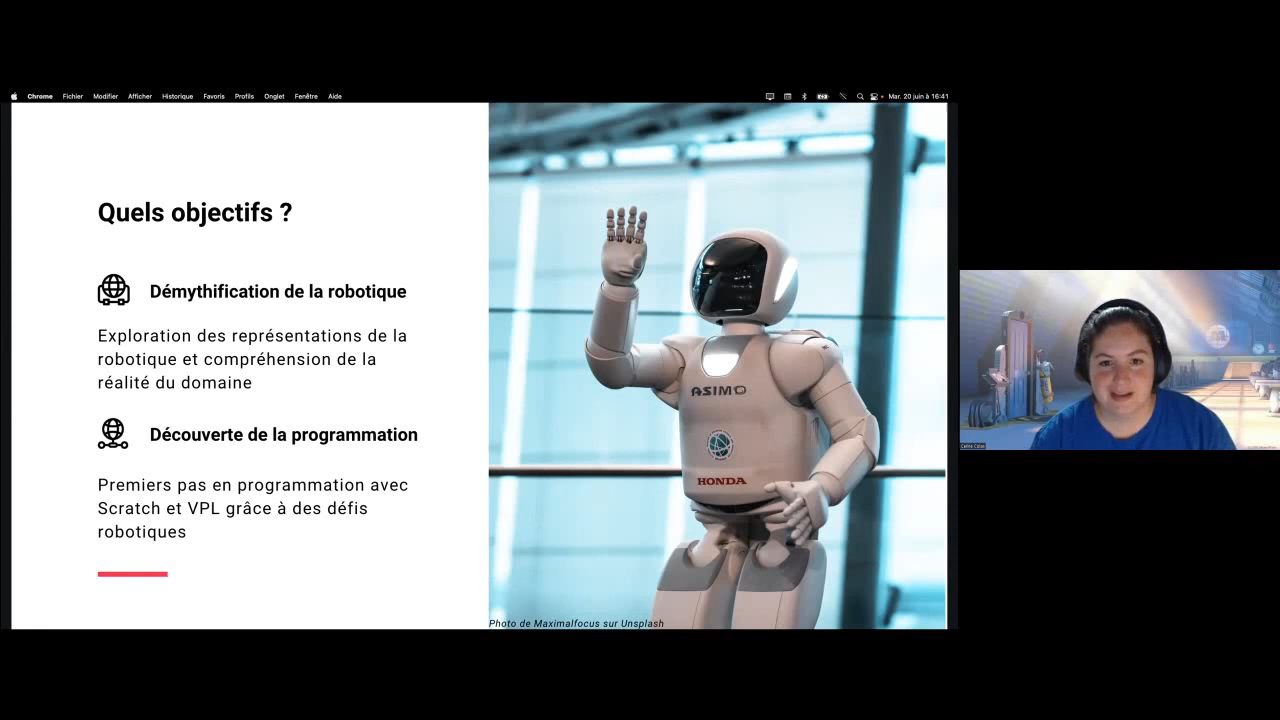 Chrome Fichier Modifier Afficher Historique Favoris Profils Onglet Fenêtre Aide
Mar. 20 juin à 16:41
Quels objectifs ?
Démythification de la robotique
Exploration des représentations de la
robotique et compréhension de la
réalité du domaine
Découverte de la programmation
Premiers pas en programmation avec
Scratch et VPL grâce à des défis
robotiques
ASIMO
HONDA
Photo de Maximalfocus sur Unsplash